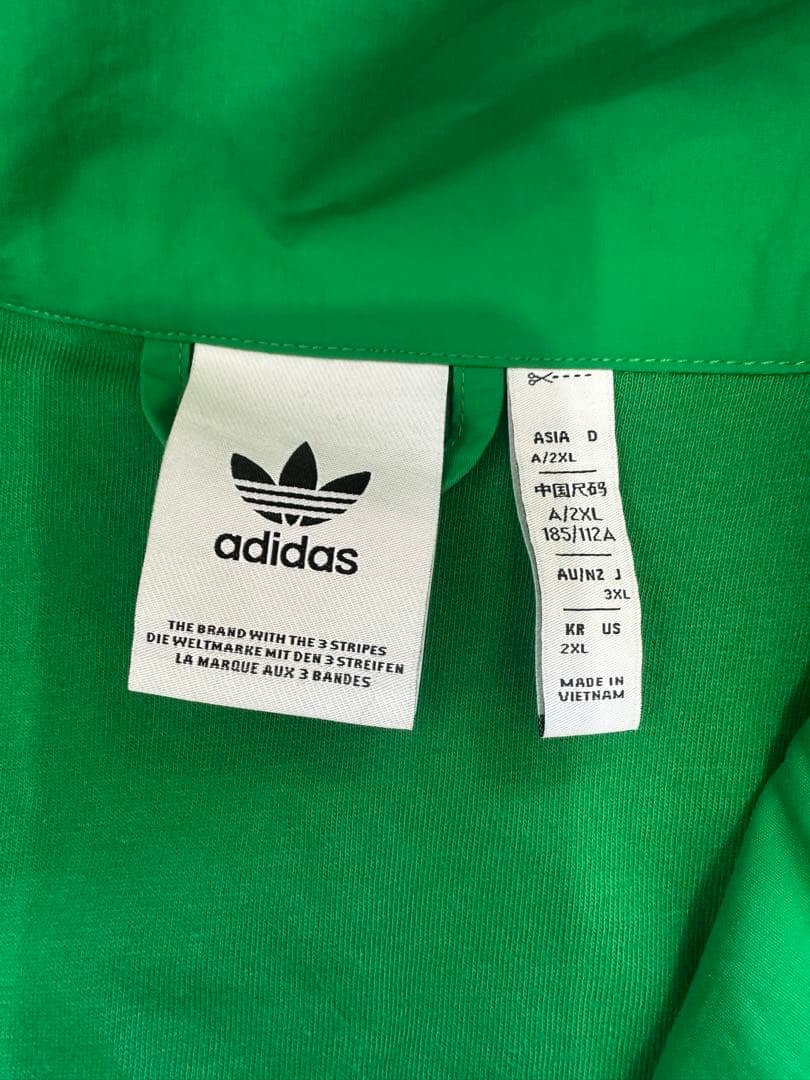 adidas
THE BRAND WITH THE 3 STRIPES
DIE WELTMARKE MIT DEN 3 STREIFEN
LA MARQUE AUX 3 BANDES
ASIA D
A/2XL
中国尺码
A/2XL
185/112A
AU/NZ J
3XL
KR US
2XL
MADE IN
VIETNAM